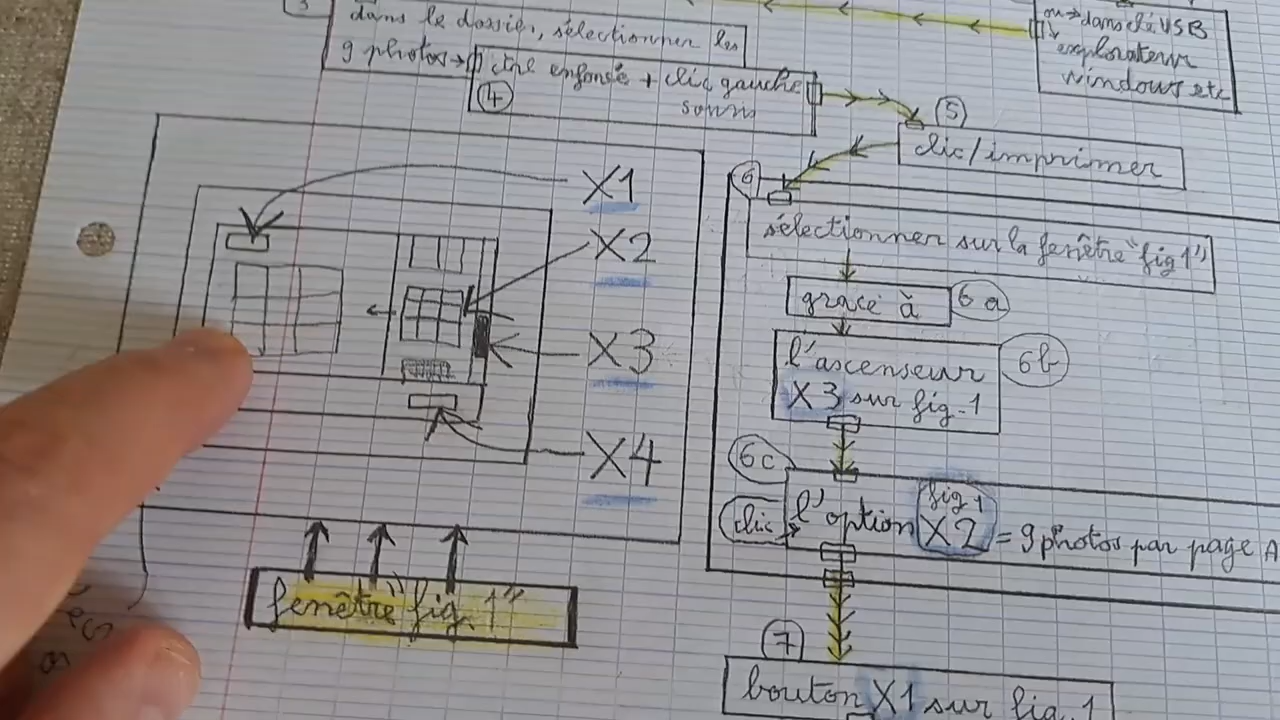 3
dans le dossier, sélectionner les
9 photos→
ctrl enfoncée + clic gauche
4
souris
ou → dans clé USB
explorateur
windows etc
5
clic/imprimer
6
sélectionner sur la fenêtre "fig 1")
grace à
6a
l'ascenseur
X3 sur fig.1
6b
6c
clic
l'option
fig 1
X2
= 9 photos par page A
7
bouton X1 sur fig.1
X1
X2
X3
X4
fenêtre "fig. 1"